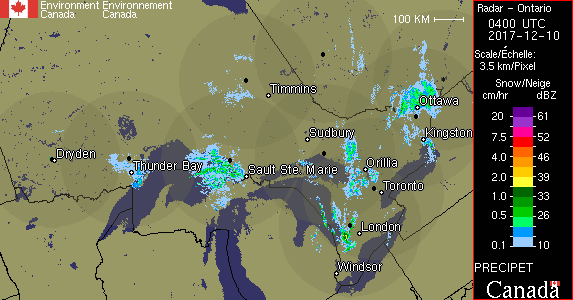 Environment Environnement
Canada Canada
100 KM
Radar - Ontario
0400 UTC
2017-12-10
Scale/Échelle:
3.5 km/Pixel
Snow/Neige
cm/hr dBZ
20 61
7.5 52
4.0 46
2.0 39
1.0 33
0.5 26
0.1 10
PRECIPET
Canada
Timmins
Ottawa
Sudbury
Kingston
Dryden
Thunder Bay
Sault Ste. Marie
Orillia
Toronto
London
Windsor